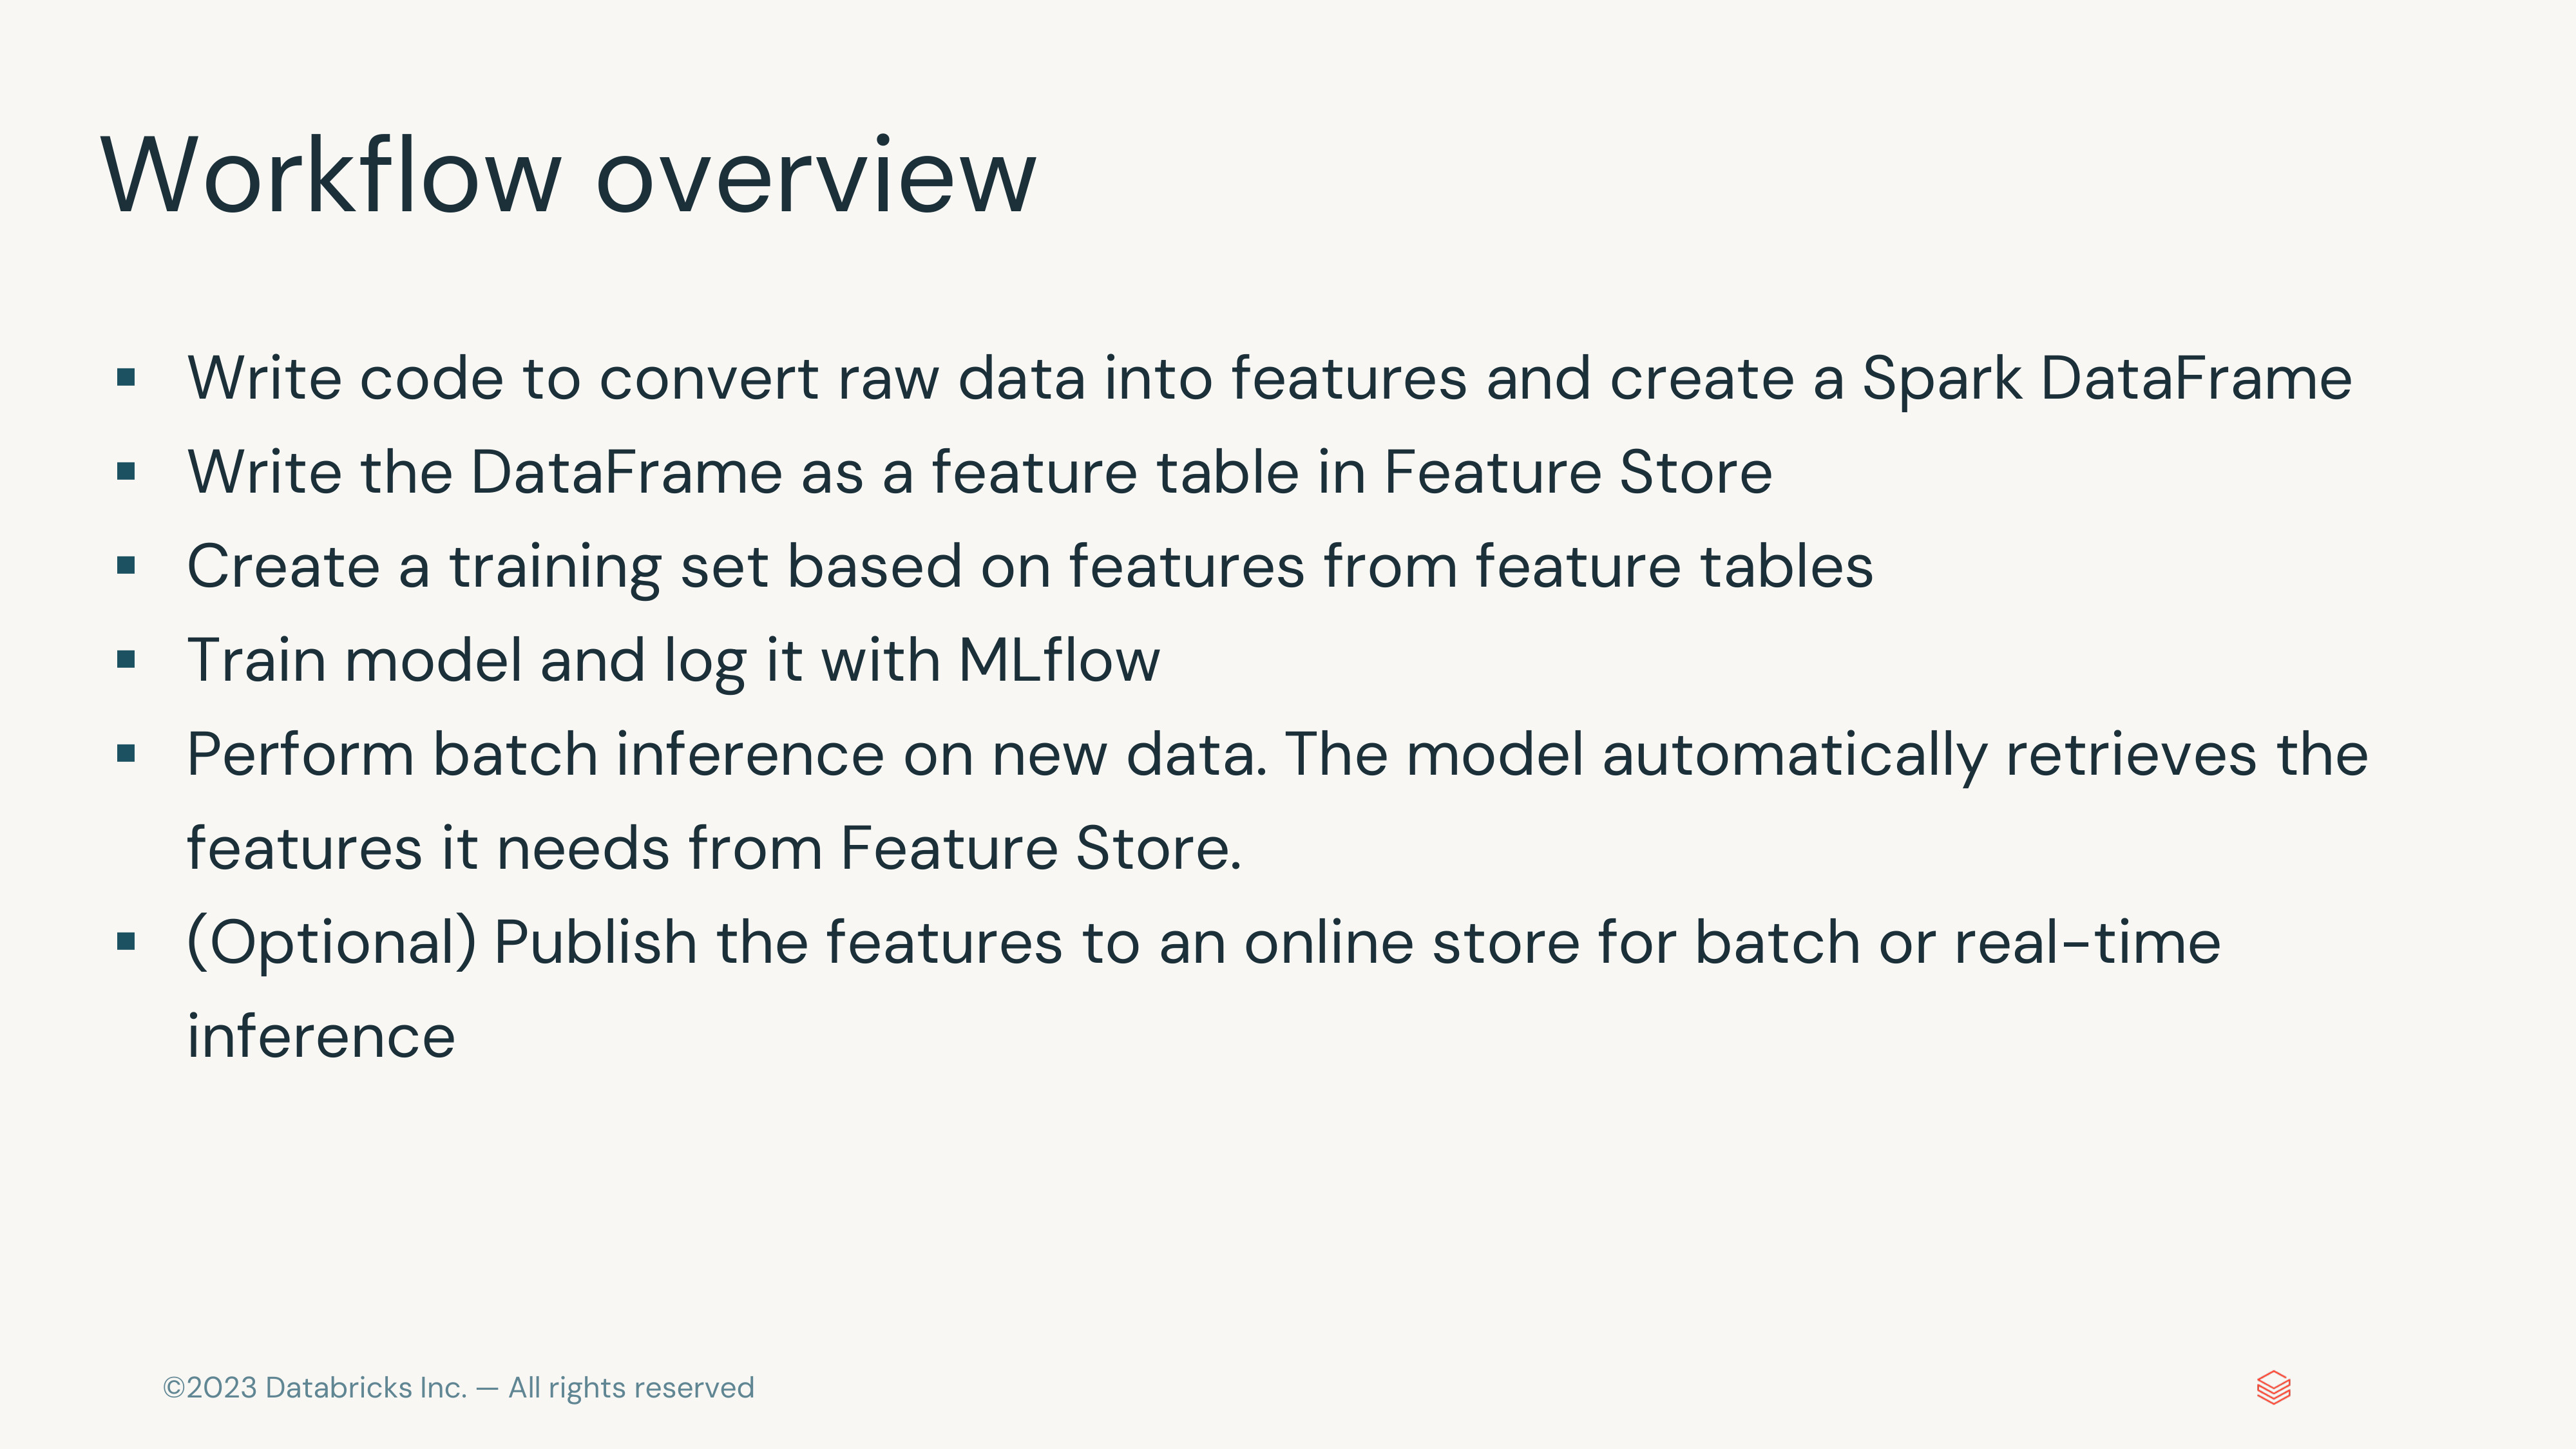 Workflow overview
▪ Write code to convert raw data into features and create a Spark DataFrame
▪ Write the DataFrame as a feature table in Feature Store
▪ Create a training set based on features from feature tables
▪ Train model and log it with MLflow
▪ Perform batch inference on new data. The model automatically retrieves the
features it needs from Feature Store.
▪ (Optional) Publish the features to an online store for batch or real-time
inference
©2023 Databricks Inc. — All rights reserved